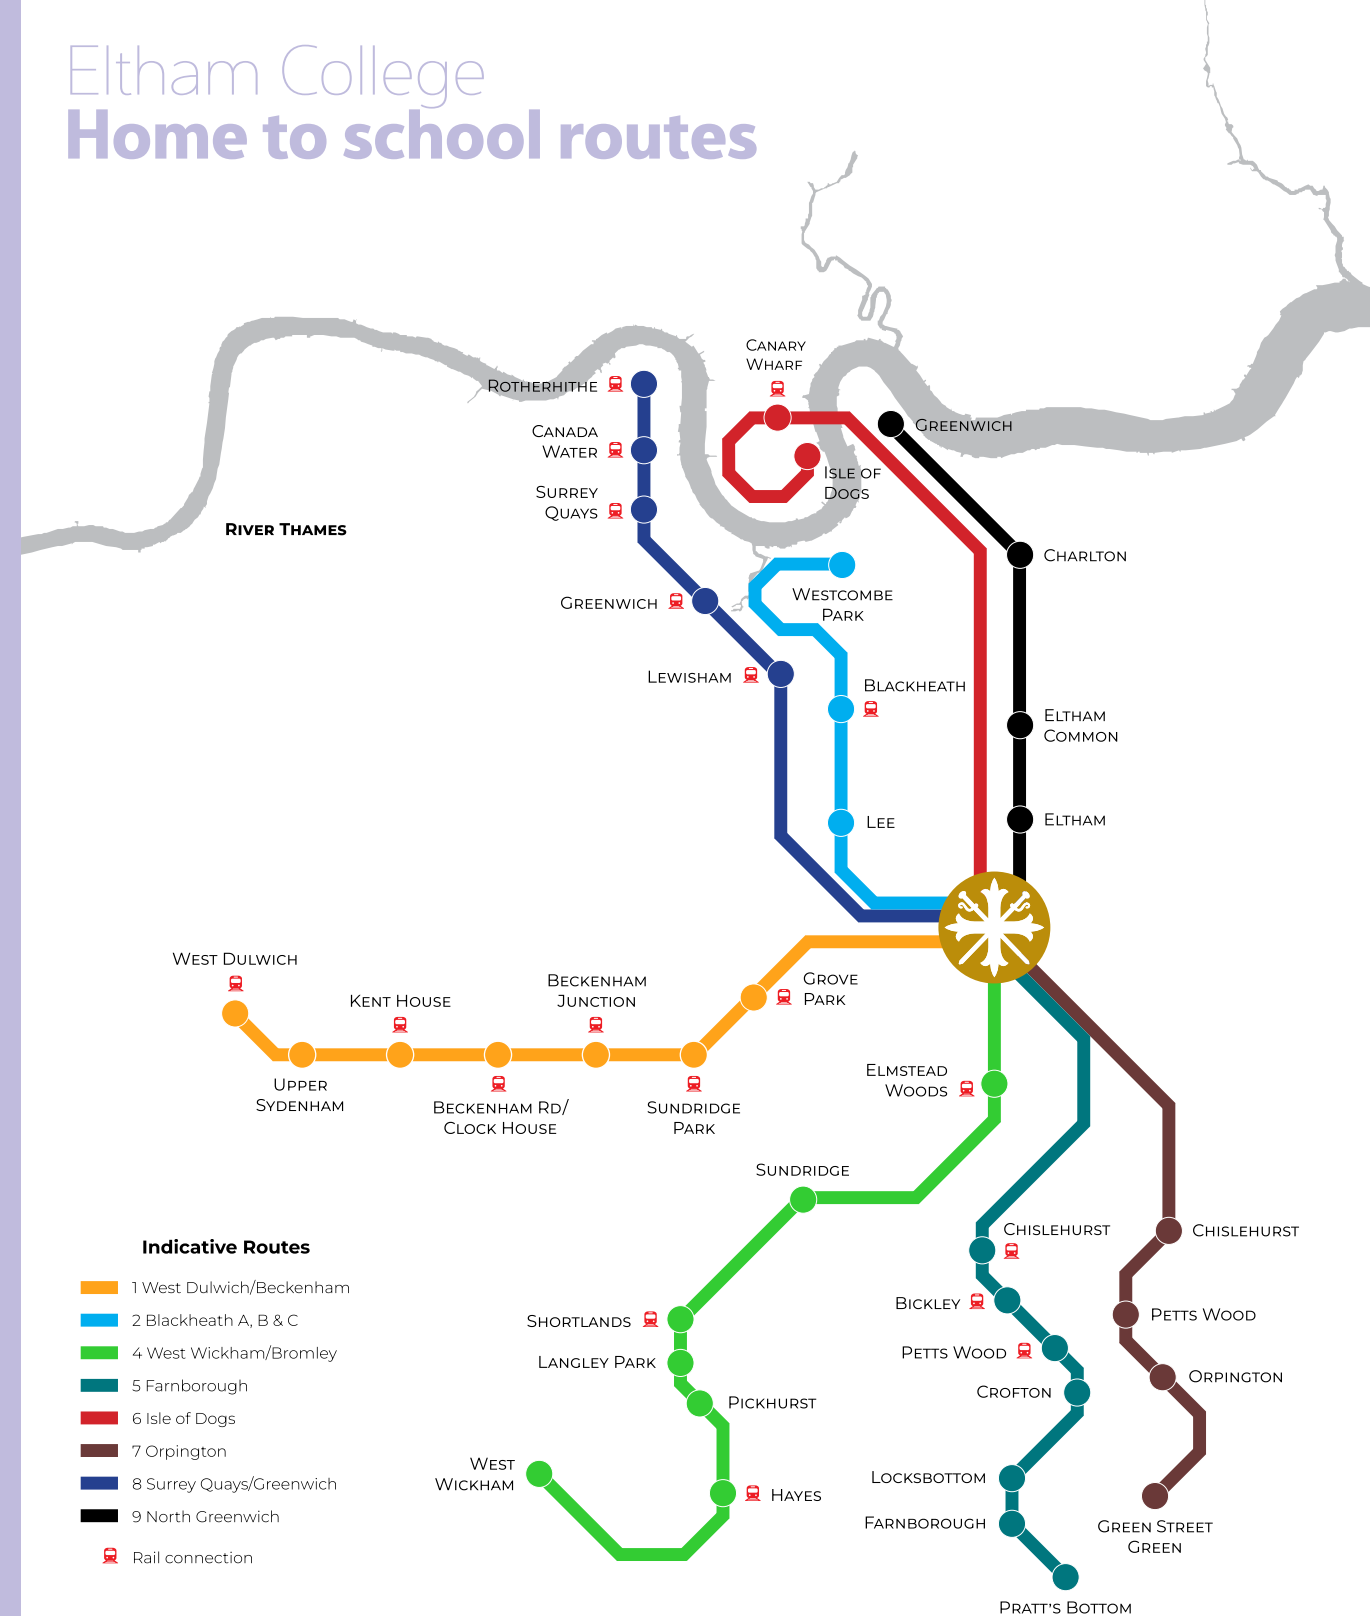 Eltham College
Home to school routes
Canary
Wharf
Rotherhithe
Greenwich
Canada
Water
Isle of
Dogs
Surrey
Quays
River Thames
Charlton
Westcombe
Park
Greenwich
Lewisham
Blackheath
Eltham
Common
Lee
Eltham
West Dulwich
Grove
Park
Beckenham
Junction
Kent House
Elmstead
Woods
Upper
Sydenham
Beckenham Rd/
Clock House
Sundridge
Park
Sundridge
Chislehurst
Chislehurst
Bickley
Petts Wood
Shortlands
Petts Wood
Langley Park
Orpington
Crofton
Pickhurst
West
Wickham
Locksbottom
Hayes
Farnborough
Green Street
Green
Pratt's Bottom
Indicative Routes
1 West Dulwich/Beckenham
2 Blackheath A, B & C
4 West Wickham/Bromley
5 Farnborough
6 Isle of Dogs
7 Orpington
8 Surrey Quays/Greenwich
9 North Greenwich
Rail connection